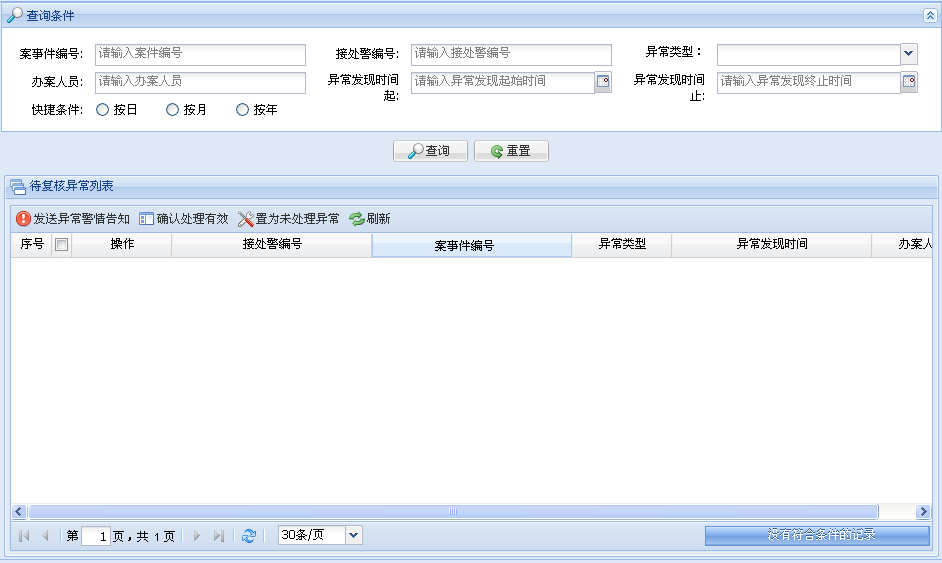 查询条件
案事件编号: 请输入案件编号 接处警编号: 请输入接处警编号 异常类型：
办案人员: 请输入办案人员 异常发现时间起: 请输入异常发现起始时间 异常发现时间止: 请输入异常发现终止时间
快捷条件: 按日 按月 按年
查询 重置
待复核异常列表
发送异常警情告知 确认处理有效 置为未处理异常 刷新
序号 操作 接处警编号 案事件编号 异常类型 异常发现时间 办案人
第 1 页，共 1 页 30条/页 没有符合条件的记录